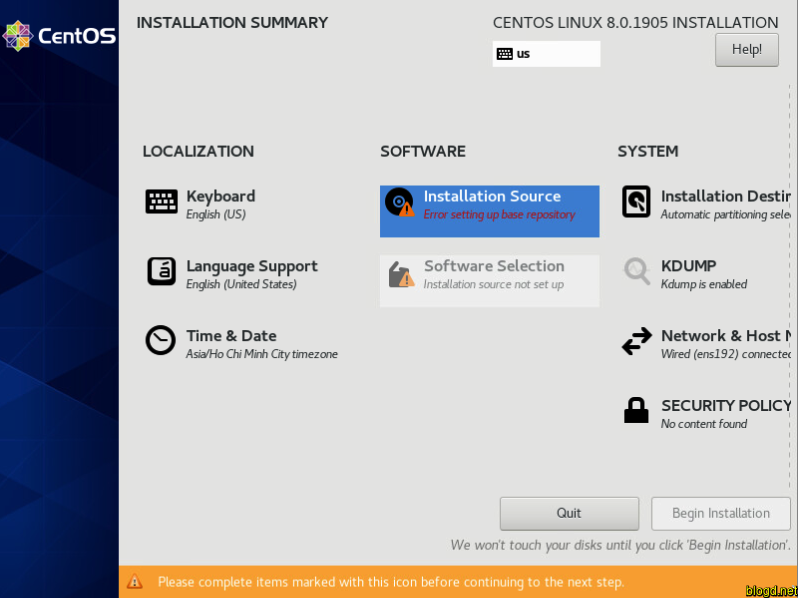 CentOS
INSTALLATION SUMMARY
CENTOS LINUX 8.0.1905 INSTALLATION
us
Help!
LOCALIZATION
Keyboard
English (US)
Language Support
English (United States)
Time & Date
Asia/Ho Chi Minh City timezone
SOFTWARE
Installation Source
Error setting up base repository
Software Selection
Installation source not set up
SYSTEM
Installation Destin
Automatic partitioning sele
KDUMP
Kdump is enabled
Network & Host N
Wired (ens192) connected
SECURITY POLICY
No content found
Quit
Begin Installation
We won't touch your disks until you click 'Begin Installation'.
Please complete items marked with this icon before continuing to the next step.
blogd.net